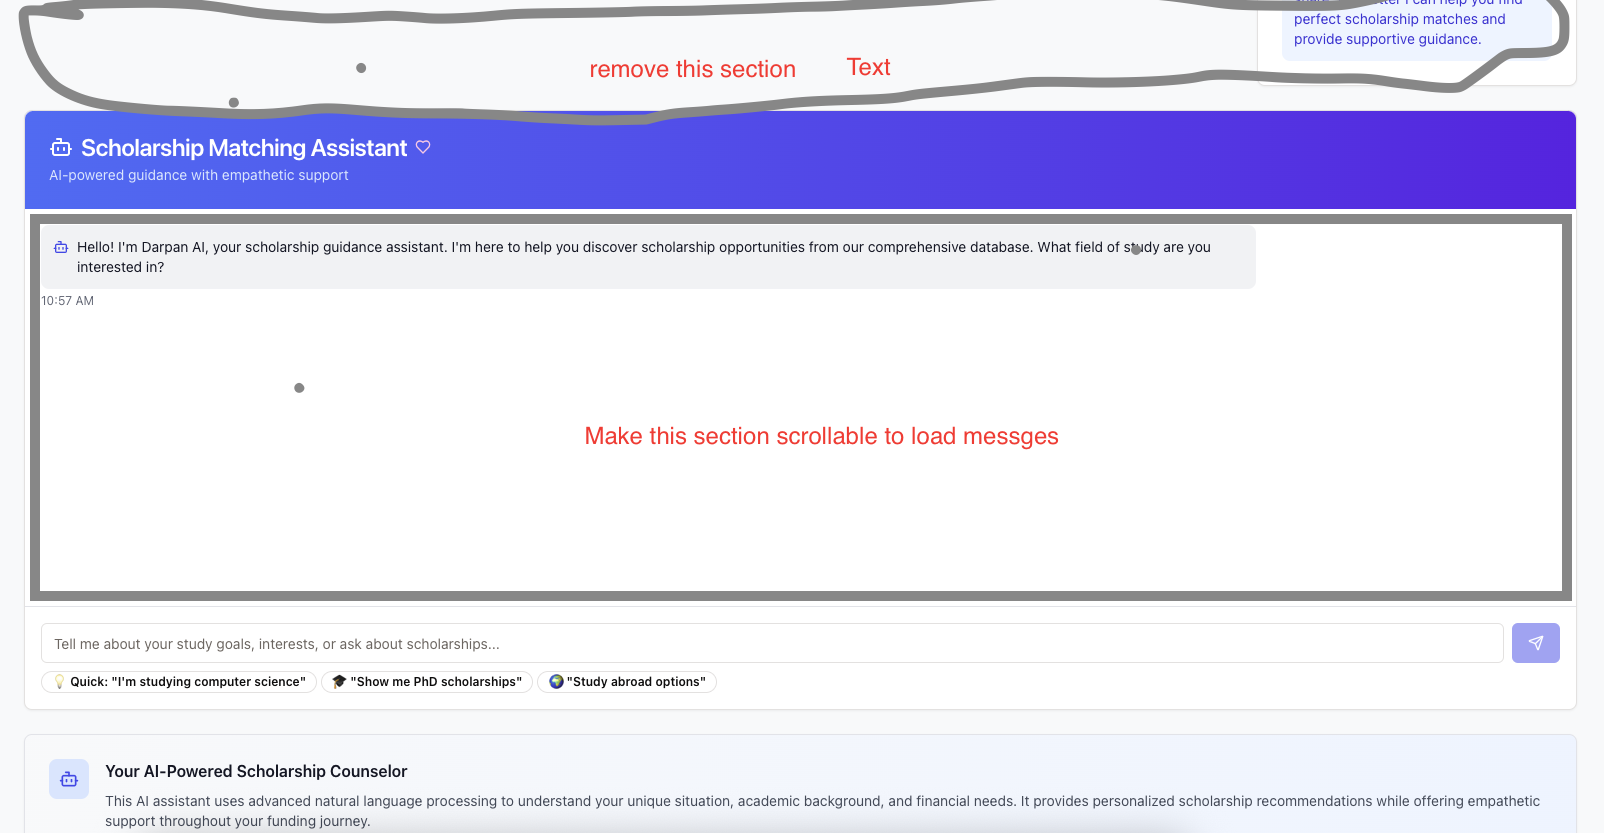 perfect scholarship matches and
provide supportive guidance.
remove this section Text
Scholarship Matching Assistant
AI-powered guidance with empathetic support
Hello! I'm Darpan AI, your scholarship guidance assistant. I'm here to help you discover scholarship opportunities from our comprehensive database. What field of study are you
interested in?
10:57 AM
Make this section scrollable to load messges
Tell me about your study goals, interests, or ask about scholarships...
💡 Quick: "I'm studying computer science" 🎓 "Show me PhD scholarships" 🌍 "Study abroad options"
Your AI-Powered Scholarship Counselor
This AI assistant uses advanced natural language processing to understand your unique situation, academic background, and financial needs. It provides personalized scholarship recommendations while offering empathetic
support throughout your funding journey.